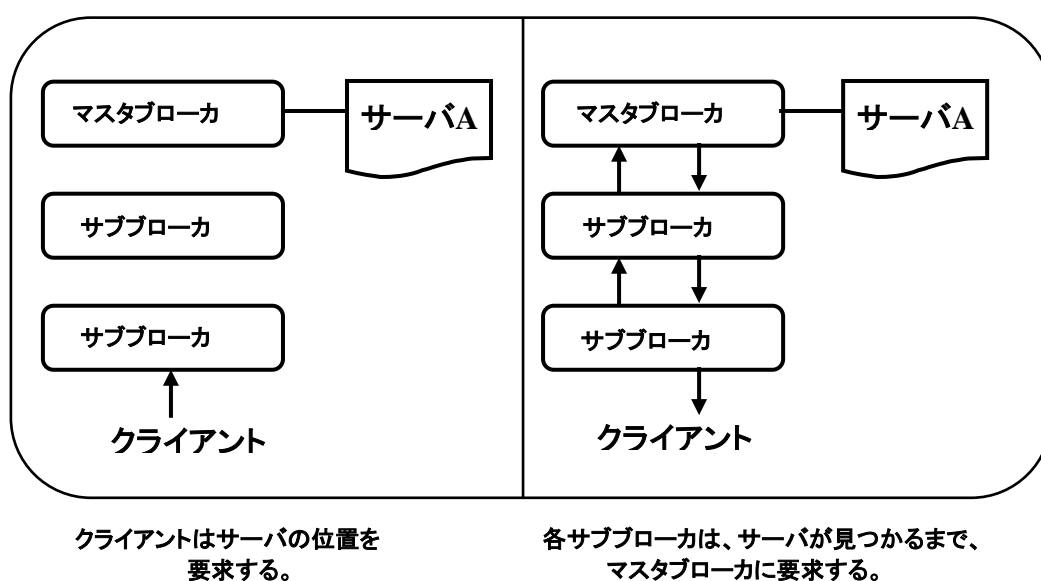 マスタブローカ
サーバA
サブブローカ
サブブローカ
クライアント
マスタブローカ
サーバA
サブブローカ
サブブローカ
クライアント
クライアントはサーバの位置を
要求する。
各サブブローカは、サーバが見つかるまで、
マスタブローカに要求する。